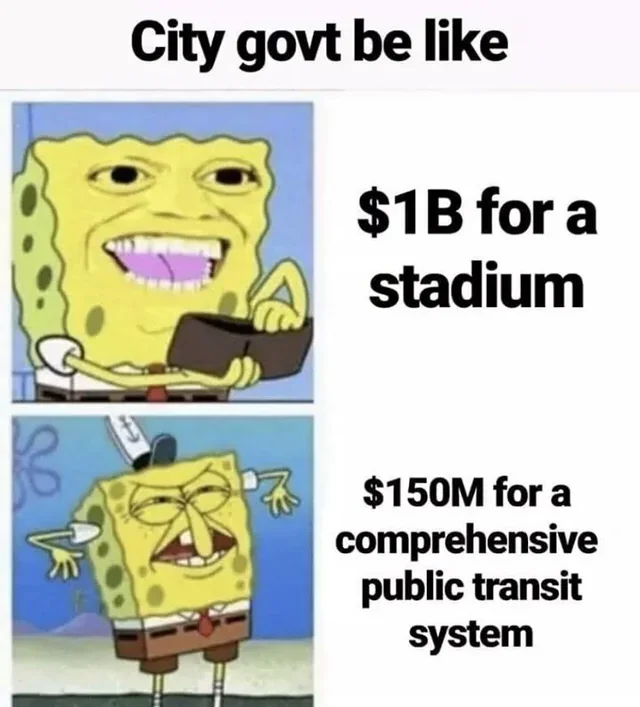 City govt be like
$1B for a
stadium
$150M for a
comprehensive
public transit
system